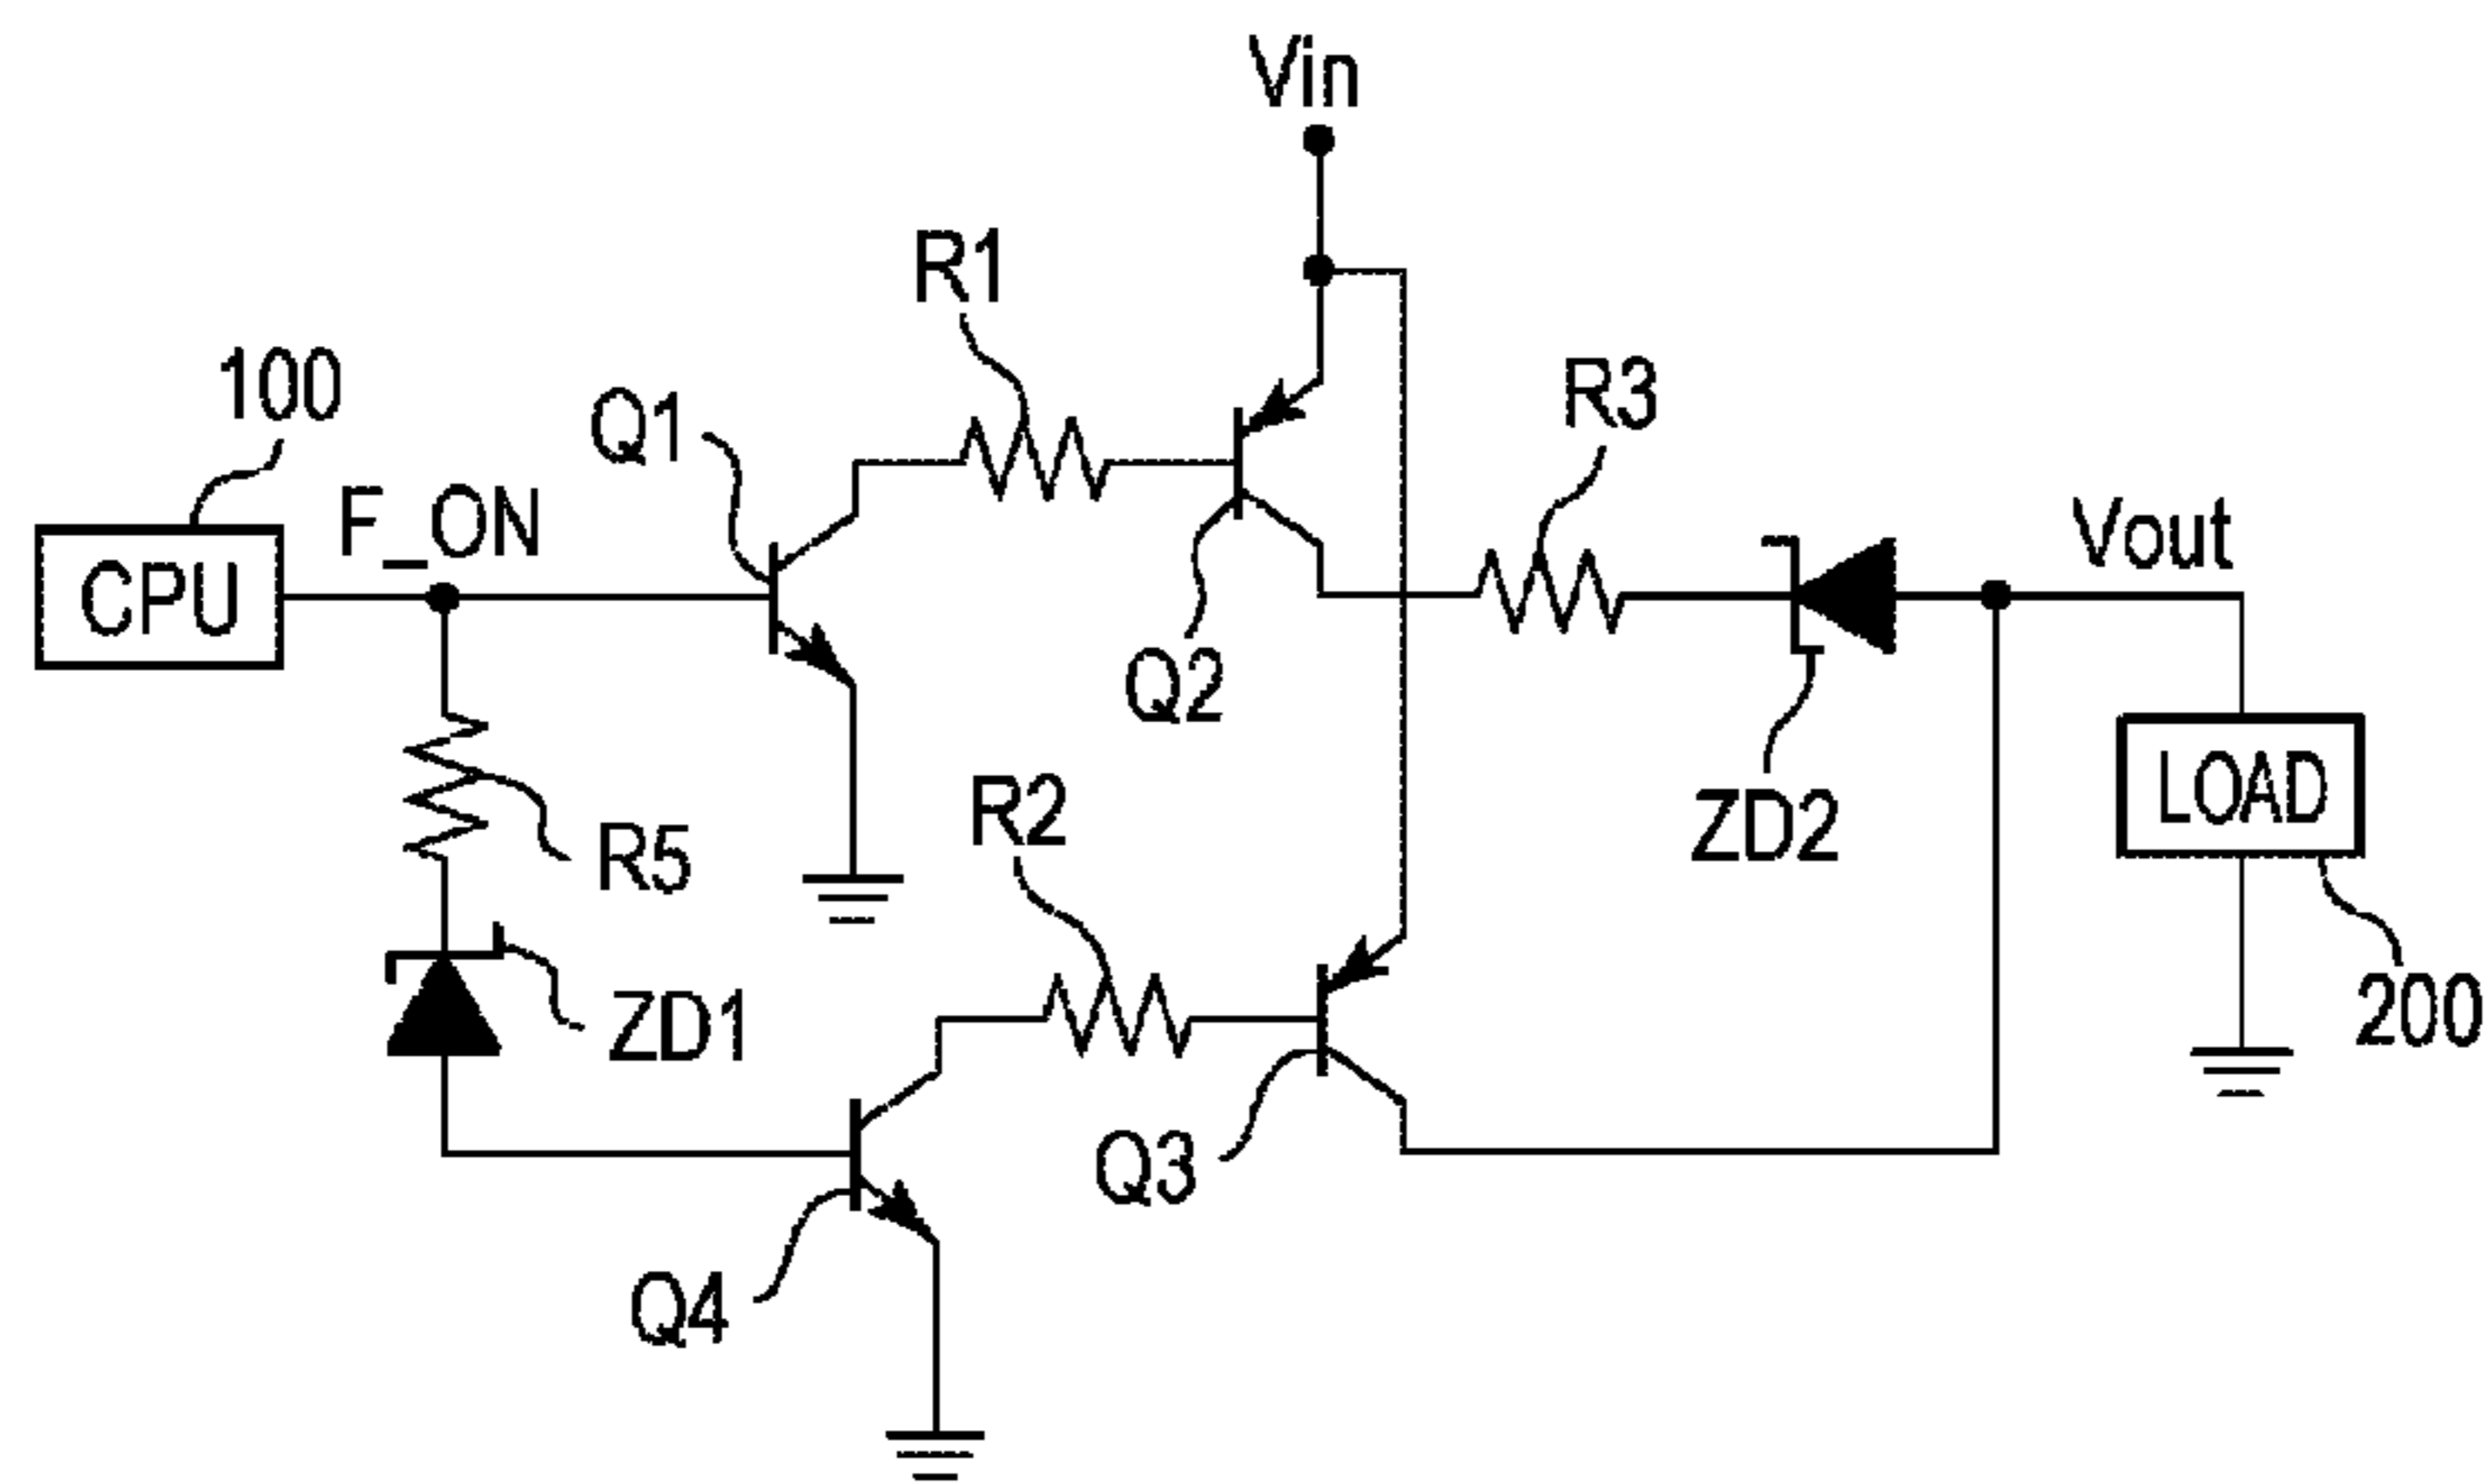 Vin
R1
100
Q1
R3
F_ON
Vout
CPU
Q2
R2
ZD2
LOAD
R5
ZD1
200
Q3
Q4